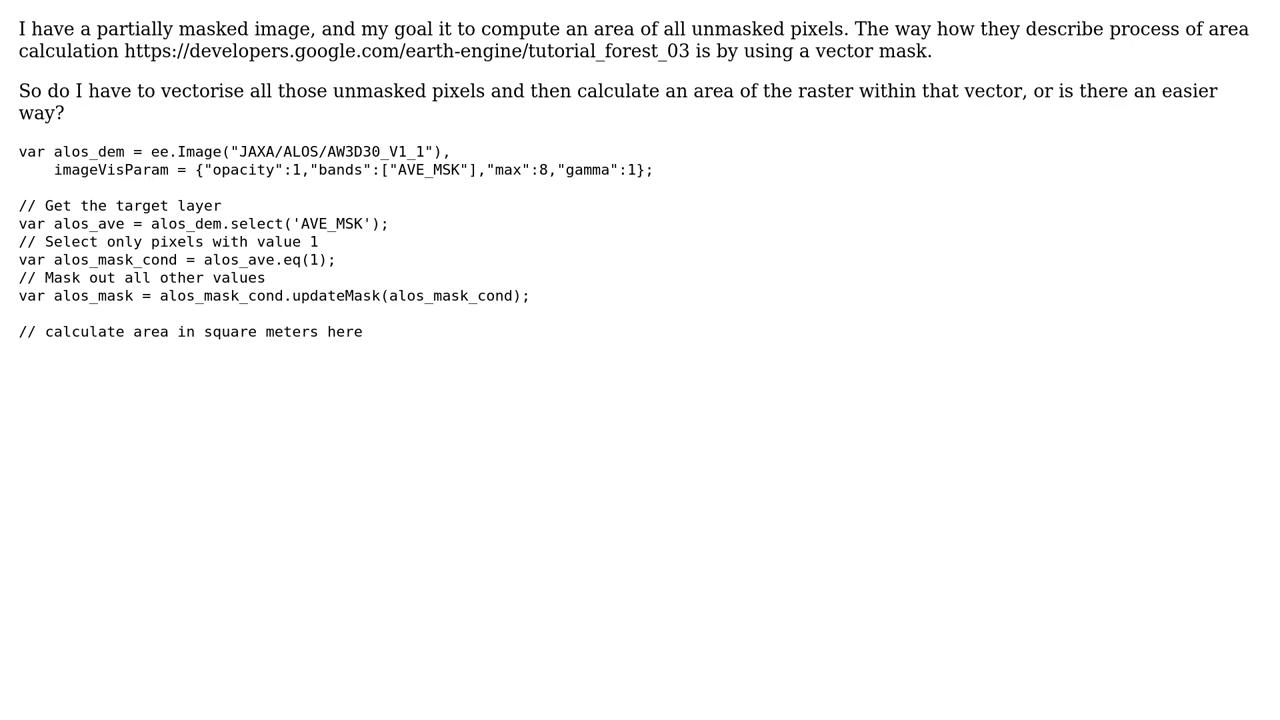 I have a partially masked image, and my goal it to compute an area of all unmasked pixels. The way how they describe process of area
calculation https://developers.google.com/earth-engine/tutorial_forest_03 is by using a vector mask.
So do I have to vectorise all those unmasked pixels and then calculate an area of the raster within that vector, or is there an easier
way?
var alos_dem = ee.Image("JAXA/ALOS/AW3D30_V1_1"),
    imageVisParam = {"opacity":1,"bands":["AVE_MSK"],"max":8,"gamma":1};
// Get the target layer
var alos_ave = alos_dem.select('AVE_MSK');
// Select only pixels with value 1
var alos_mask_cond = alos_ave.eq(1);
// Mask out all other values
var alos_mask = alos_mask_cond.updateMask(alos_mask_cond);
// calculate area in square meters here